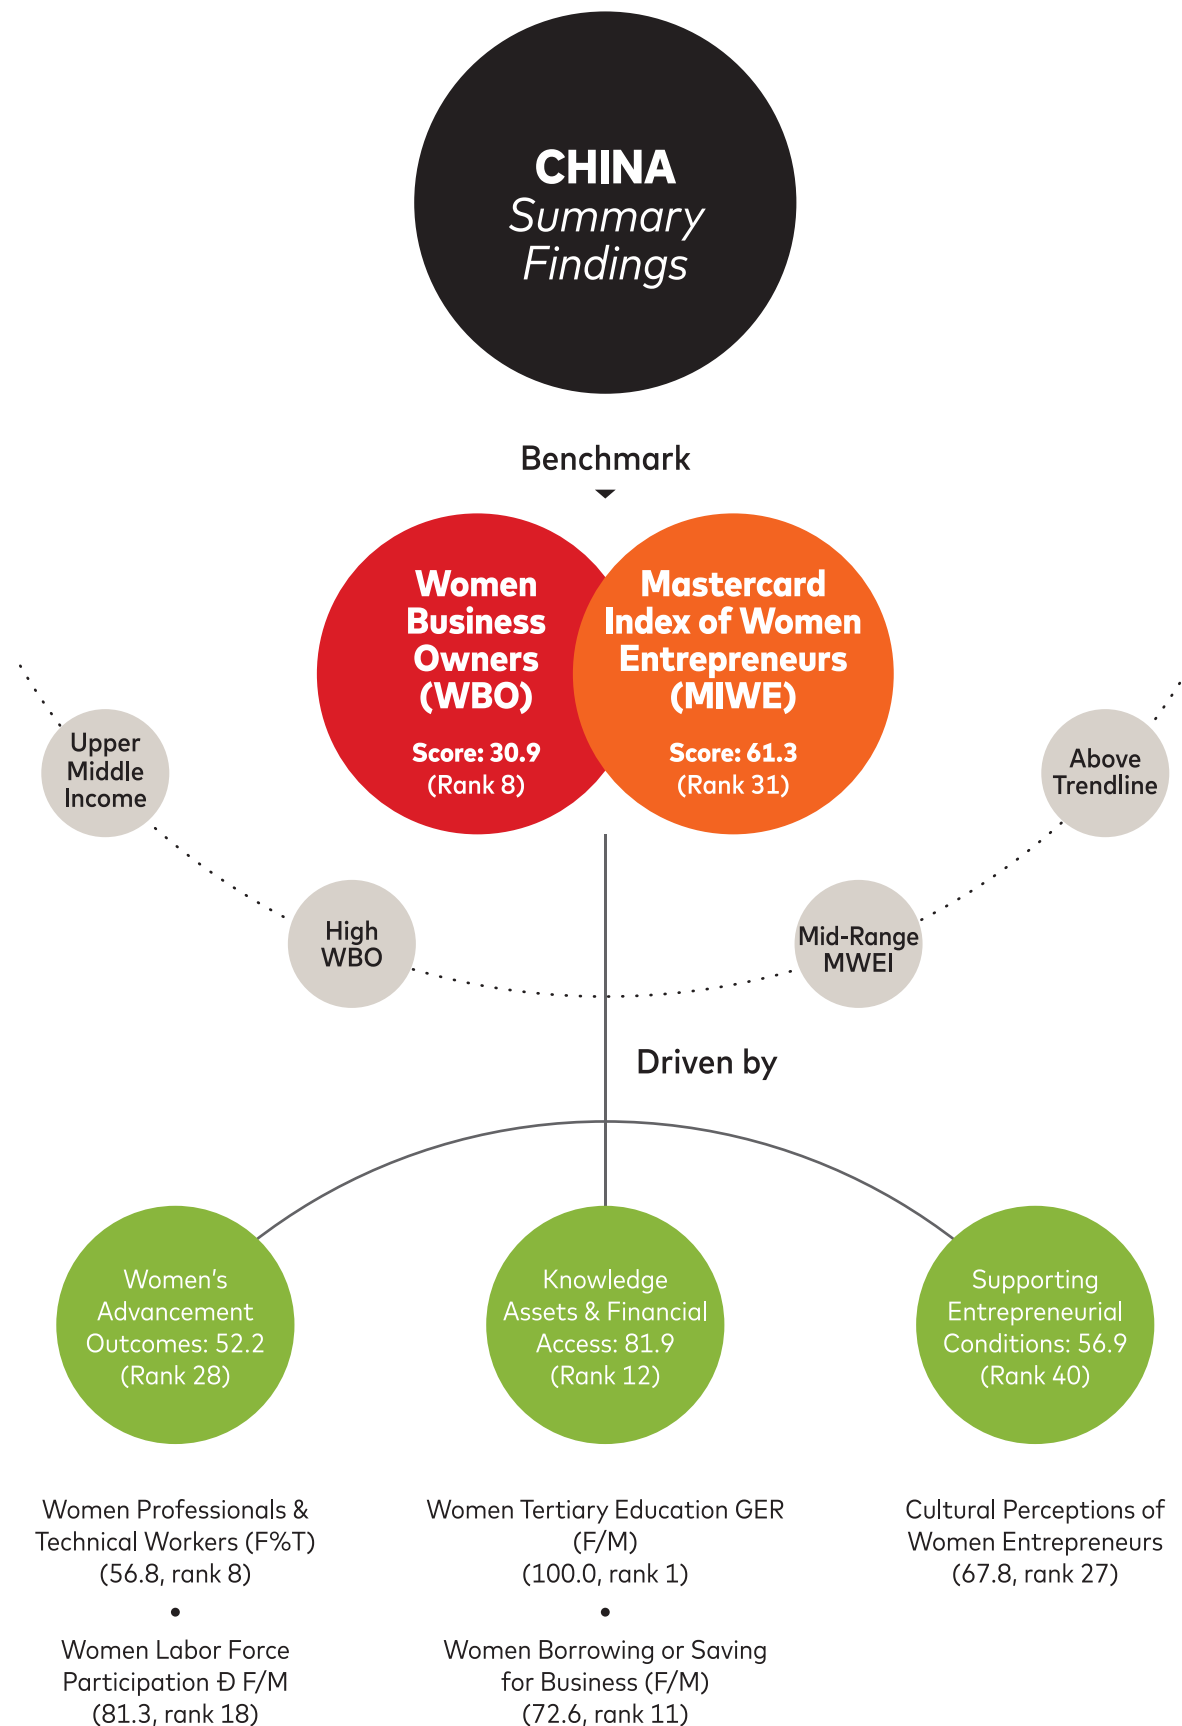 CHINA
Summary
Findings
Benchmark
Women
Business
Owners
(WBO)
Score: 30.9
(Rank 8)
Mastercard
Index of Women
Entrepreneurs
(MIWE)
Score: 61.3
(Rank 31)
Upper
Middle
Income
High
WBO
Mid-Range
MWEI
Above
Trendline
Driven by
Women's
Advancement
Outcomes: 52.2
(Rank 28)
Women Professionals &
Technical Workers (F%T)
(56.8, rank 8)
•
Women Labor Force
Participation Đ F/M
(81.3, rank 18)
Knowledge
Assets & Financial
Access: 81.9
(Rank 12)
Women Tertiary Education GER
(F/M)
(100.0, rank 1)
•
Women Borrowing or Saving
for Business (F/M)
(72.6, rank 11)
Supporting
Entrepreneurial
Conditions: 56.9
(Rank 40)
Cultural Perceptions of
Women Entrepreneurs
(67.8, rank 27)